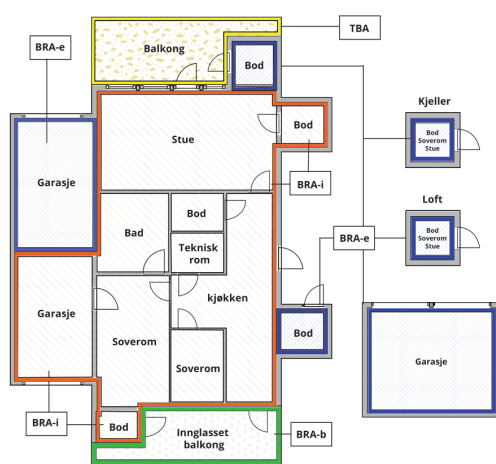 TBA
Balkong
BRA-e
Bod
Kjeller
Bod
Soverom
Stue
Stue
Bod
Garasje
BRA-i
Loft
Bod
Soverom
Stue
Bod
Bad
Teknisk
rom
BRA-e
kjøkken
Garasje
Bod
Soverom
Soverom
Garasje
BRA-i
Bod
Innglasset
balkong
BRA-b